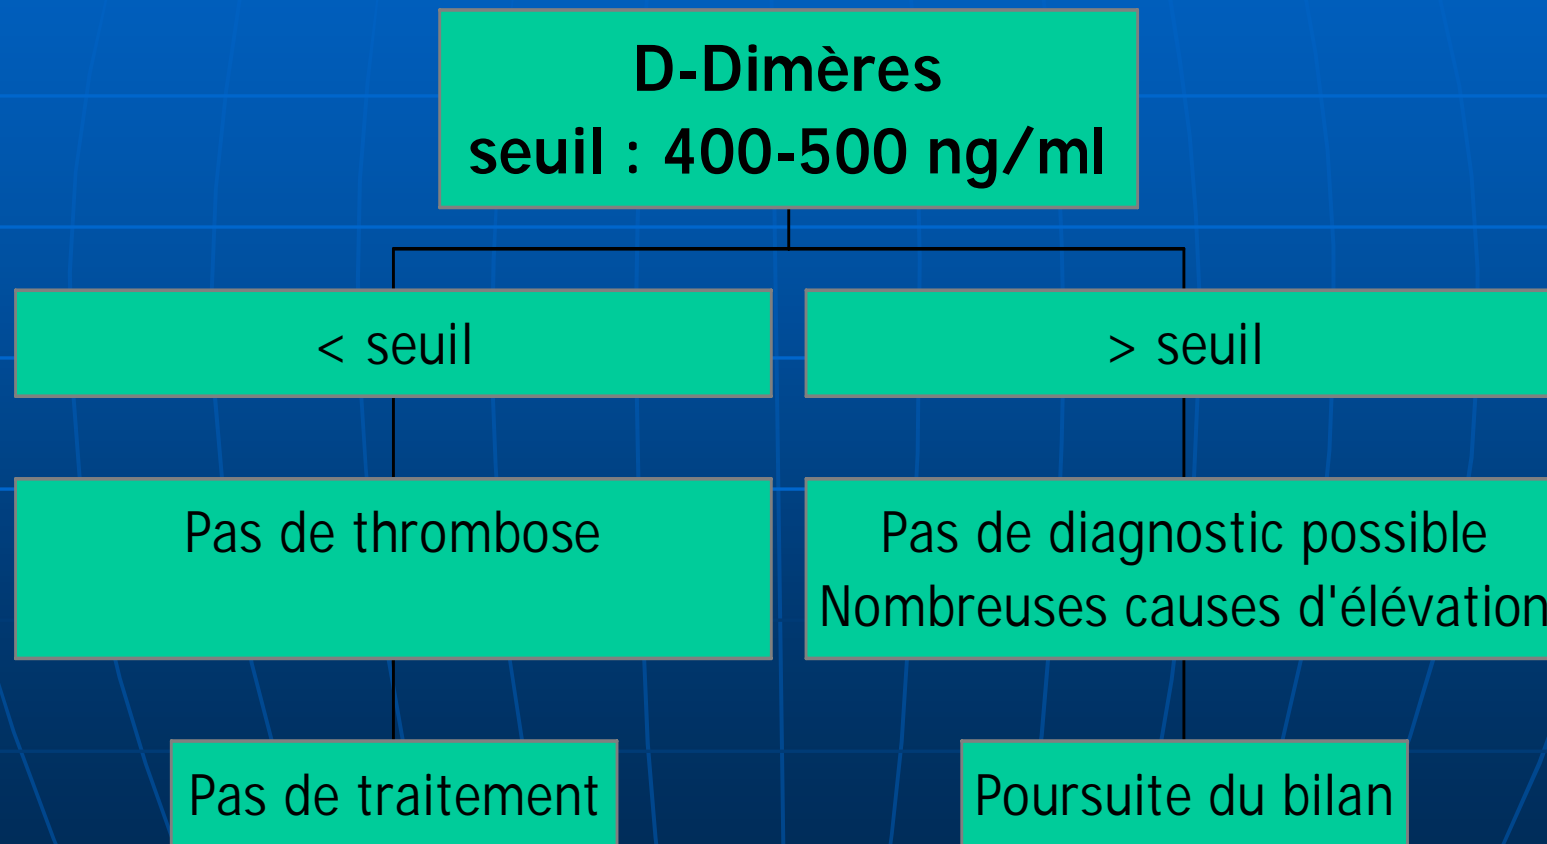 D-Dimères
seuil : 400-500 ng/ml
< seuil
> seuil
Pas de thrombose
Pas de diagnostic possible
Nombreuses causes d'élévation
Pas de traitement
Poursuite du bilan